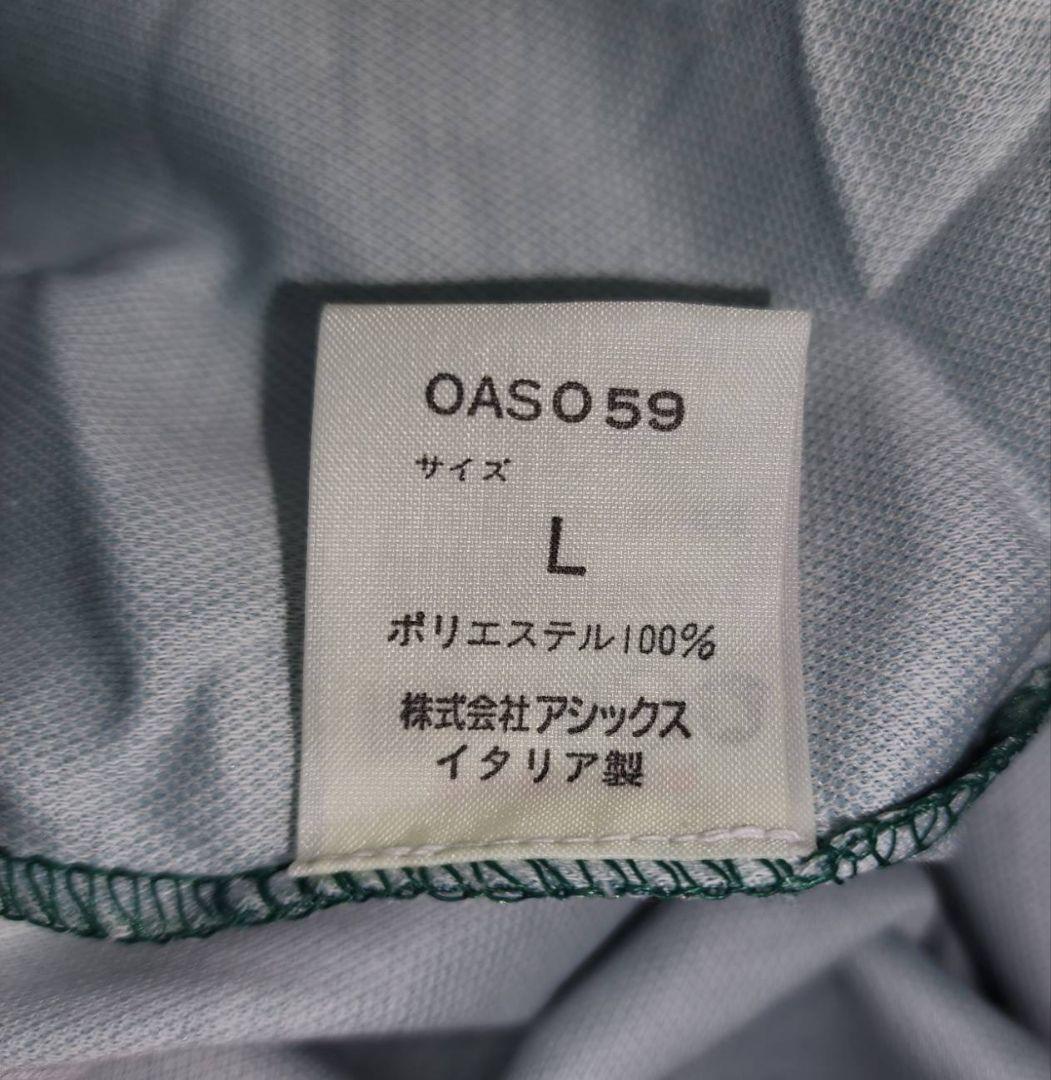 OASO59
サイズ
L
ポリエステル100%
株式会社アシックス
イタリア製